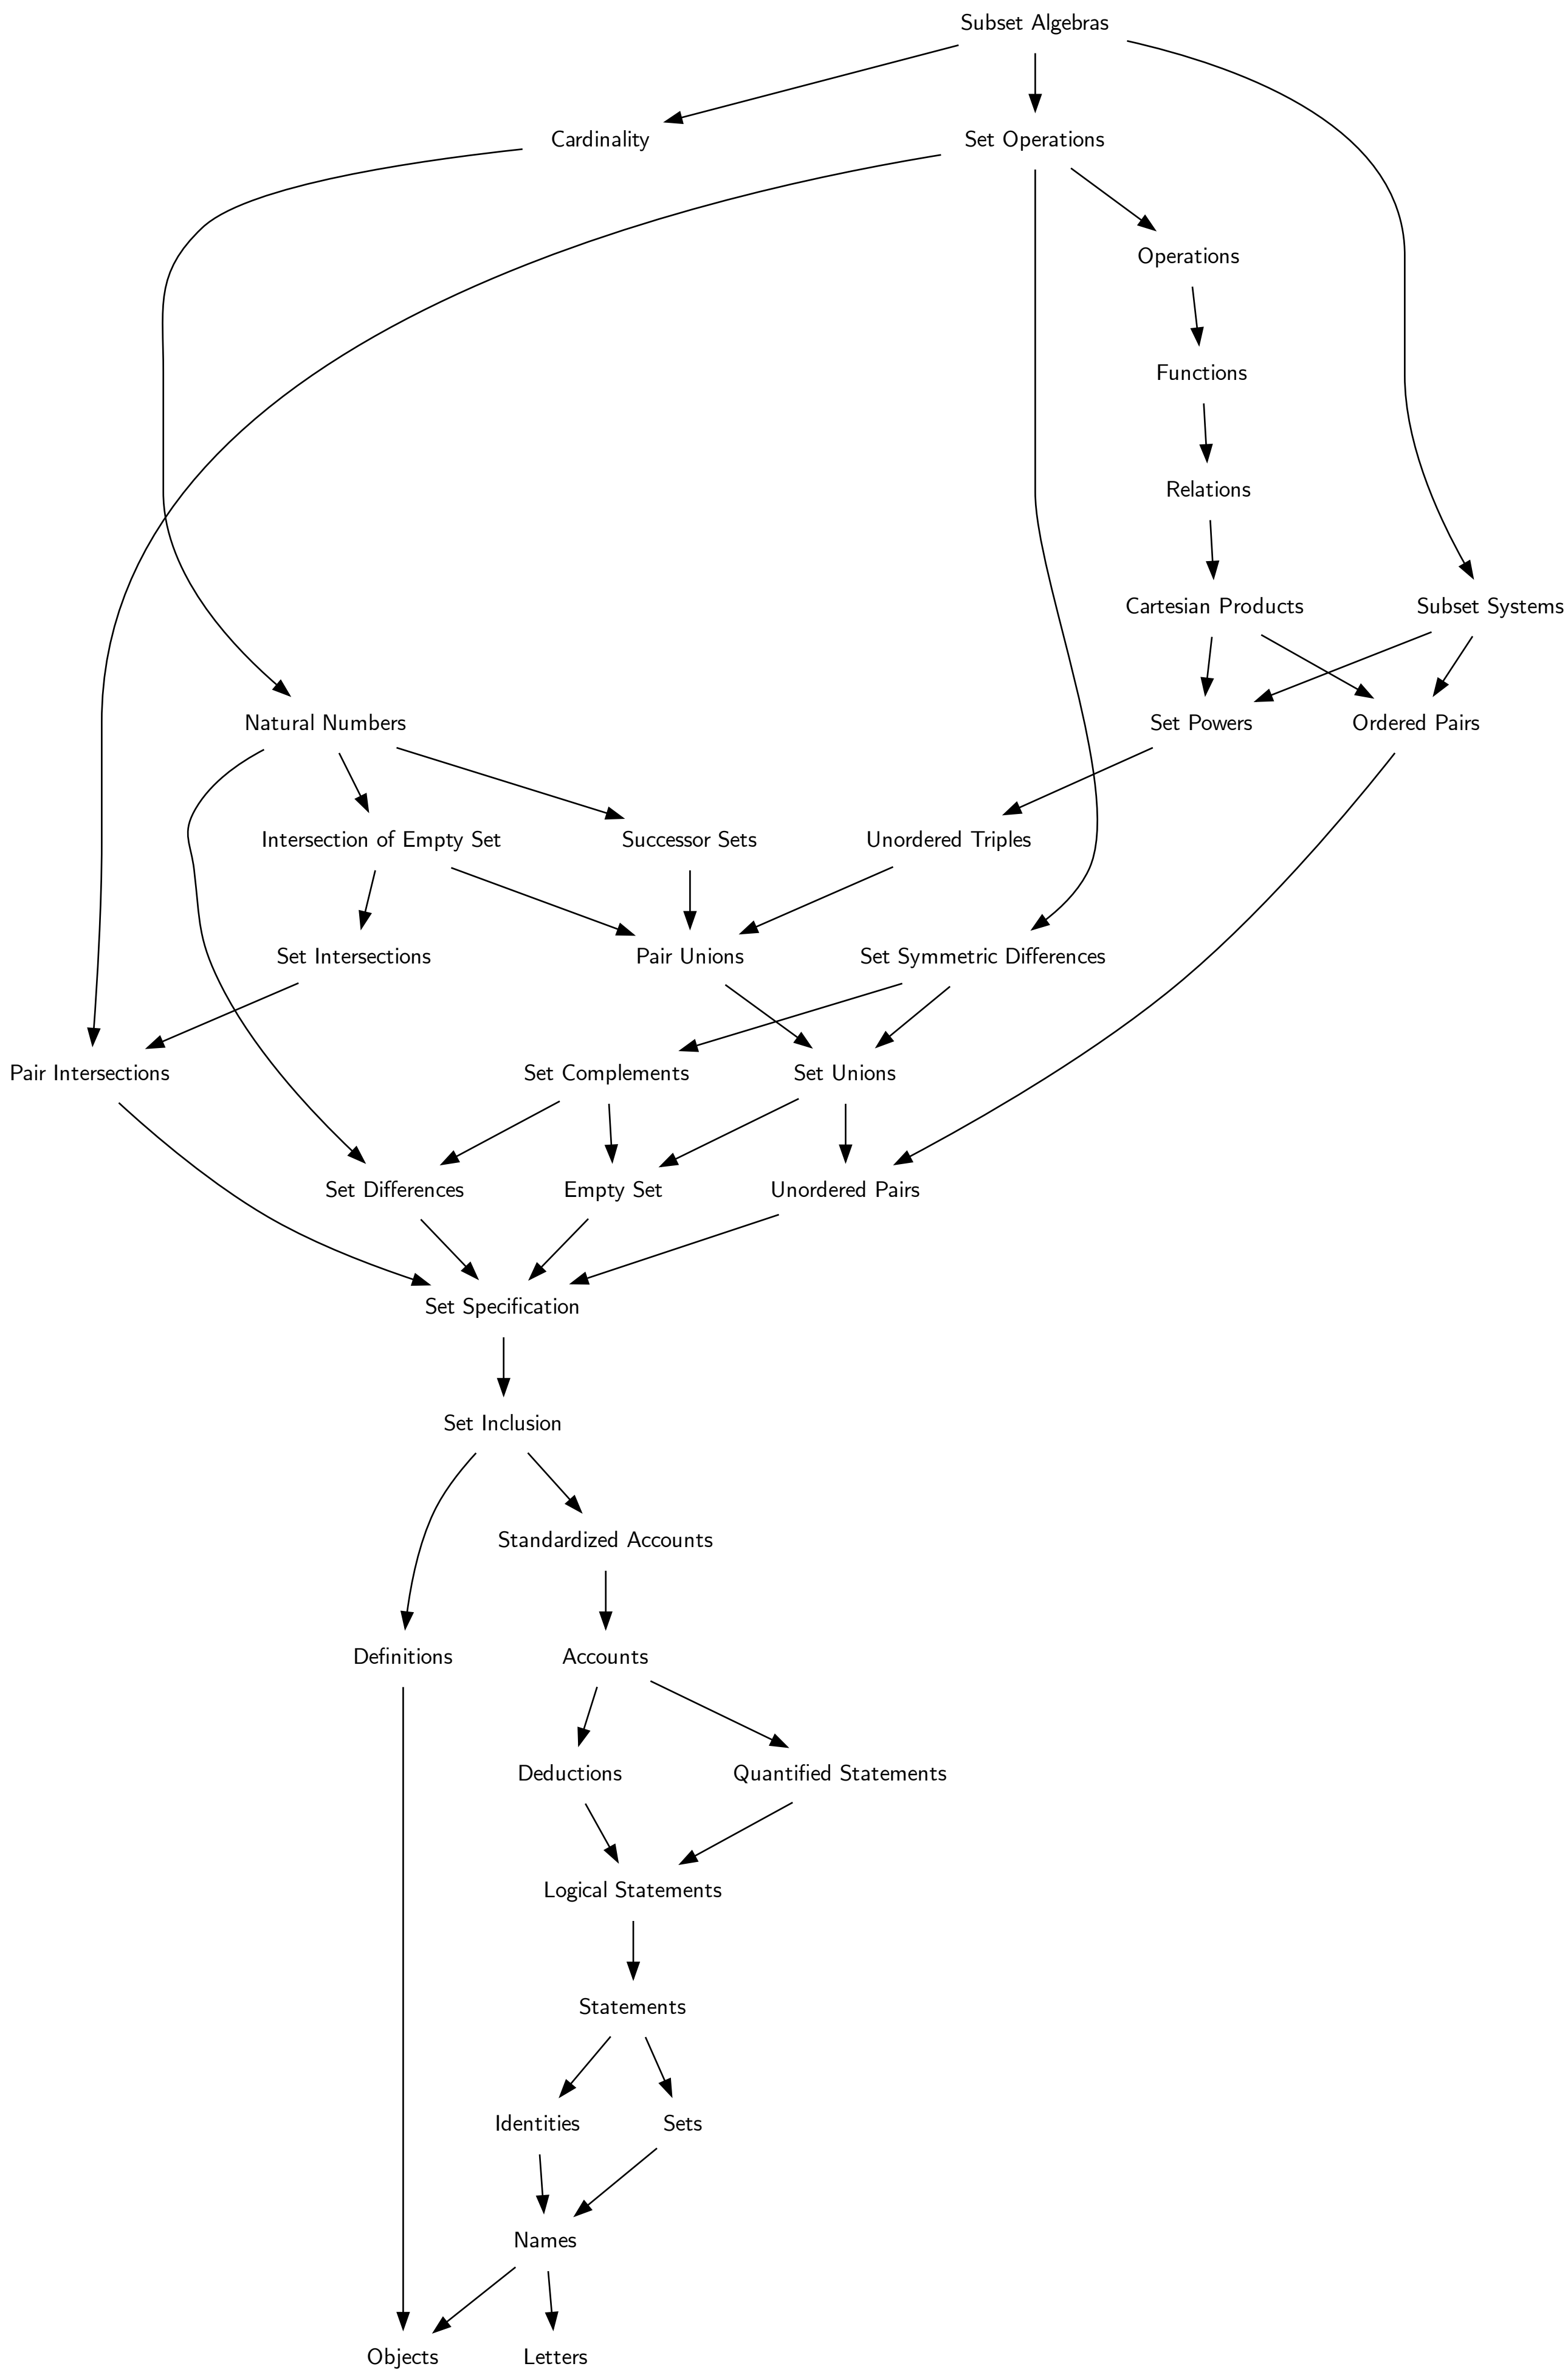 Subset Algebras
Cardinality
Set Operations
Operations
Functions
Relations
Cartesian Products
Subset Systems
Natural Numbers
Set Powers
Ordered Pairs
Intersection of Empty Set
Successor Sets
Unordered Triples
Set Intersections
Pair Unions
Set Symmetric Differences
Pair Intersections
Set Complements
Set Unions
Set Differences
Empty Set
Unordered Pairs
Set Specification
Set Inclusion
Standardized Accounts
Definitions
Accounts
Deductions
Quantified Statements
Logical Statements
Statements
Identities
Sets
Names
Objects
Letters